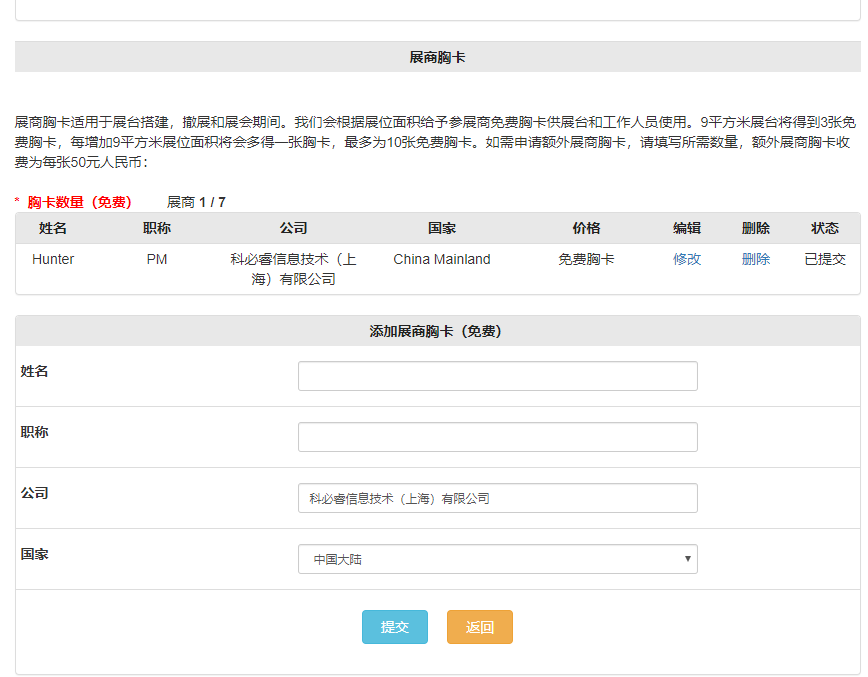 展商胸卡
展商胸卡适用于展台搭建，撤展和展会期间。我们会根据展位面积给予参展商免费胸卡供展台和工作人员使用。9平方米展台将得到3张免
费胸卡，每增加9平方米展位面积将会多得一张胸卡，最多为10张免费胸卡。如需申请额外展商胸卡，请填写所需数量，额外展商胸卡收
费为每张50元人民币：
* 胸卡数量（免费） 展商 1 / 7
姓名 职称 公司 国家 价格 编辑 删除 状态
Hunter PM 科必睿信息技术（上 China Mainland 免费胸卡 修改 删除 已提交
海）有限公司
添加展商胸卡（免费）
姓名
职称
公司 科必睿信息技术（上海）有限公司
国家 中国大陆
提交 返回